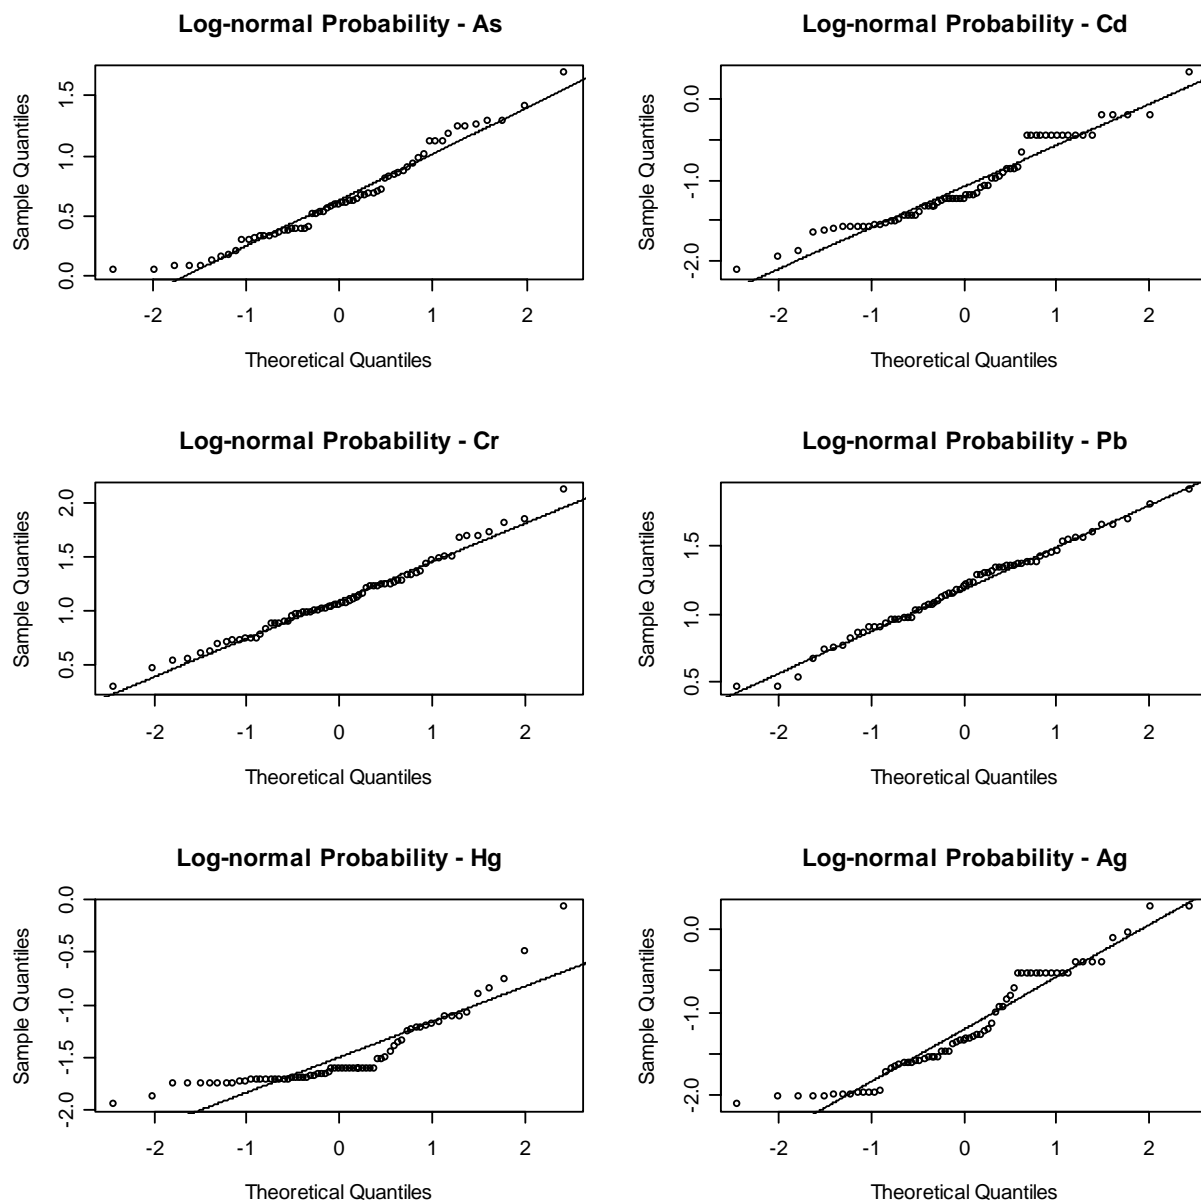 Log-normal Probability - As
Sample Quantiles
0.0 0.5 1.0 1.5
-2 -1 0 1 2
Theoretical Quantiles
Log-normal Probability - Cd
Sample Quantiles
-2.0 -1.0 0.0
-2 -1 0 1 2
Theoretical Quantiles
Log-normal Probability - Cr
Sample Quantiles
0.5 1.0 1.5 2.0
-2 -1 0 1 2
Theoretical Quantiles
Log-normal Probability - Pb
Sample Quantiles
0.5 1.0 1.5
-2 -1 0 1 2
Theoretical Quantiles
Log-normal Probability - Hg
Sample Quantiles
-2.0 -1.5 -1.0 -0.5 0.0
-2 -1 0 1 2
Theoretical Quantiles
Log-normal Probability - Ag
Sample Quantiles
-2.0 -1.0 0.0
-2 -1 0 1 2
Theoretical Quantiles